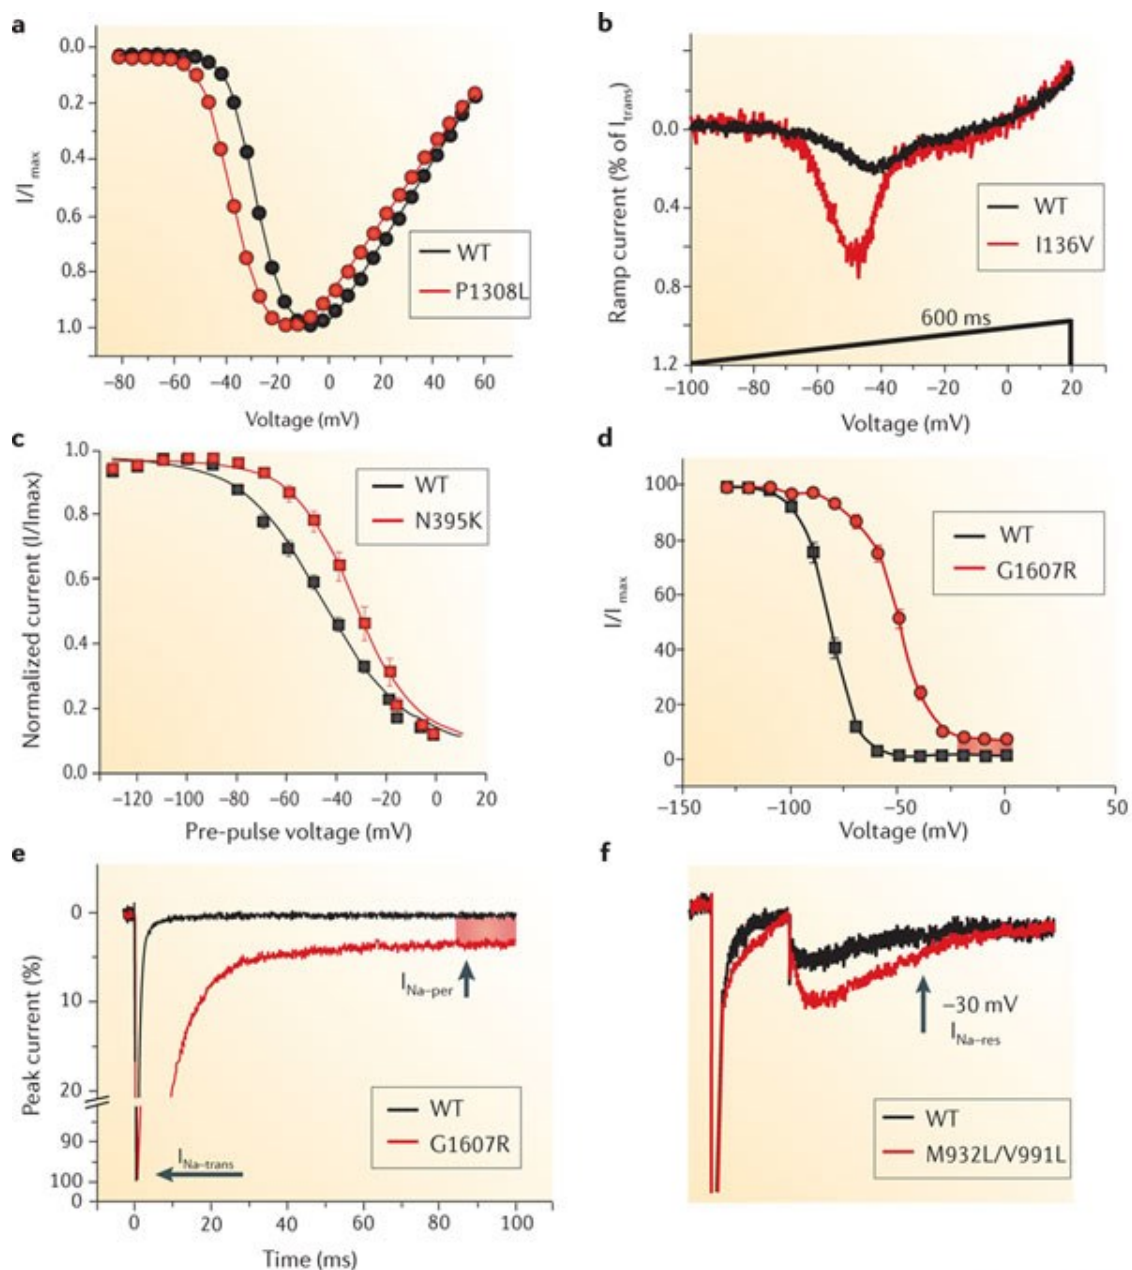 a
0.0
0.2
0.4
0.6
0.8
1.0
I/I max
−80 −60 −40 −20 0 20 40 60
Voltage (mV)
WT
P1308L
b
0.0
0.4
0.8
1.2
Ramp current (% of Itrans)
WT
I136V
600 ms
−100 −80 −60 −40 −20 0 20
Voltage (mV)
c
1.0
0.8
0.6
0.4
0.2
0.0
Normalized current (I/Imax)
WT
N395K
−120 −100 −80 −60 −40 −20 0 20
Pre-pulse voltage (mV)
d
100
80
60
40
20
0
I/I max
WT
G1607R
−150 −100 −50 0 50
Voltage (mV)
e
0
10
20
90
100
0
Peak current (%)
INa–per
INa–trans
WT
G1607R
0 20 40 60 80 100
Time (ms)
f
−30 mV
INa–res
WT
M932L/V991L